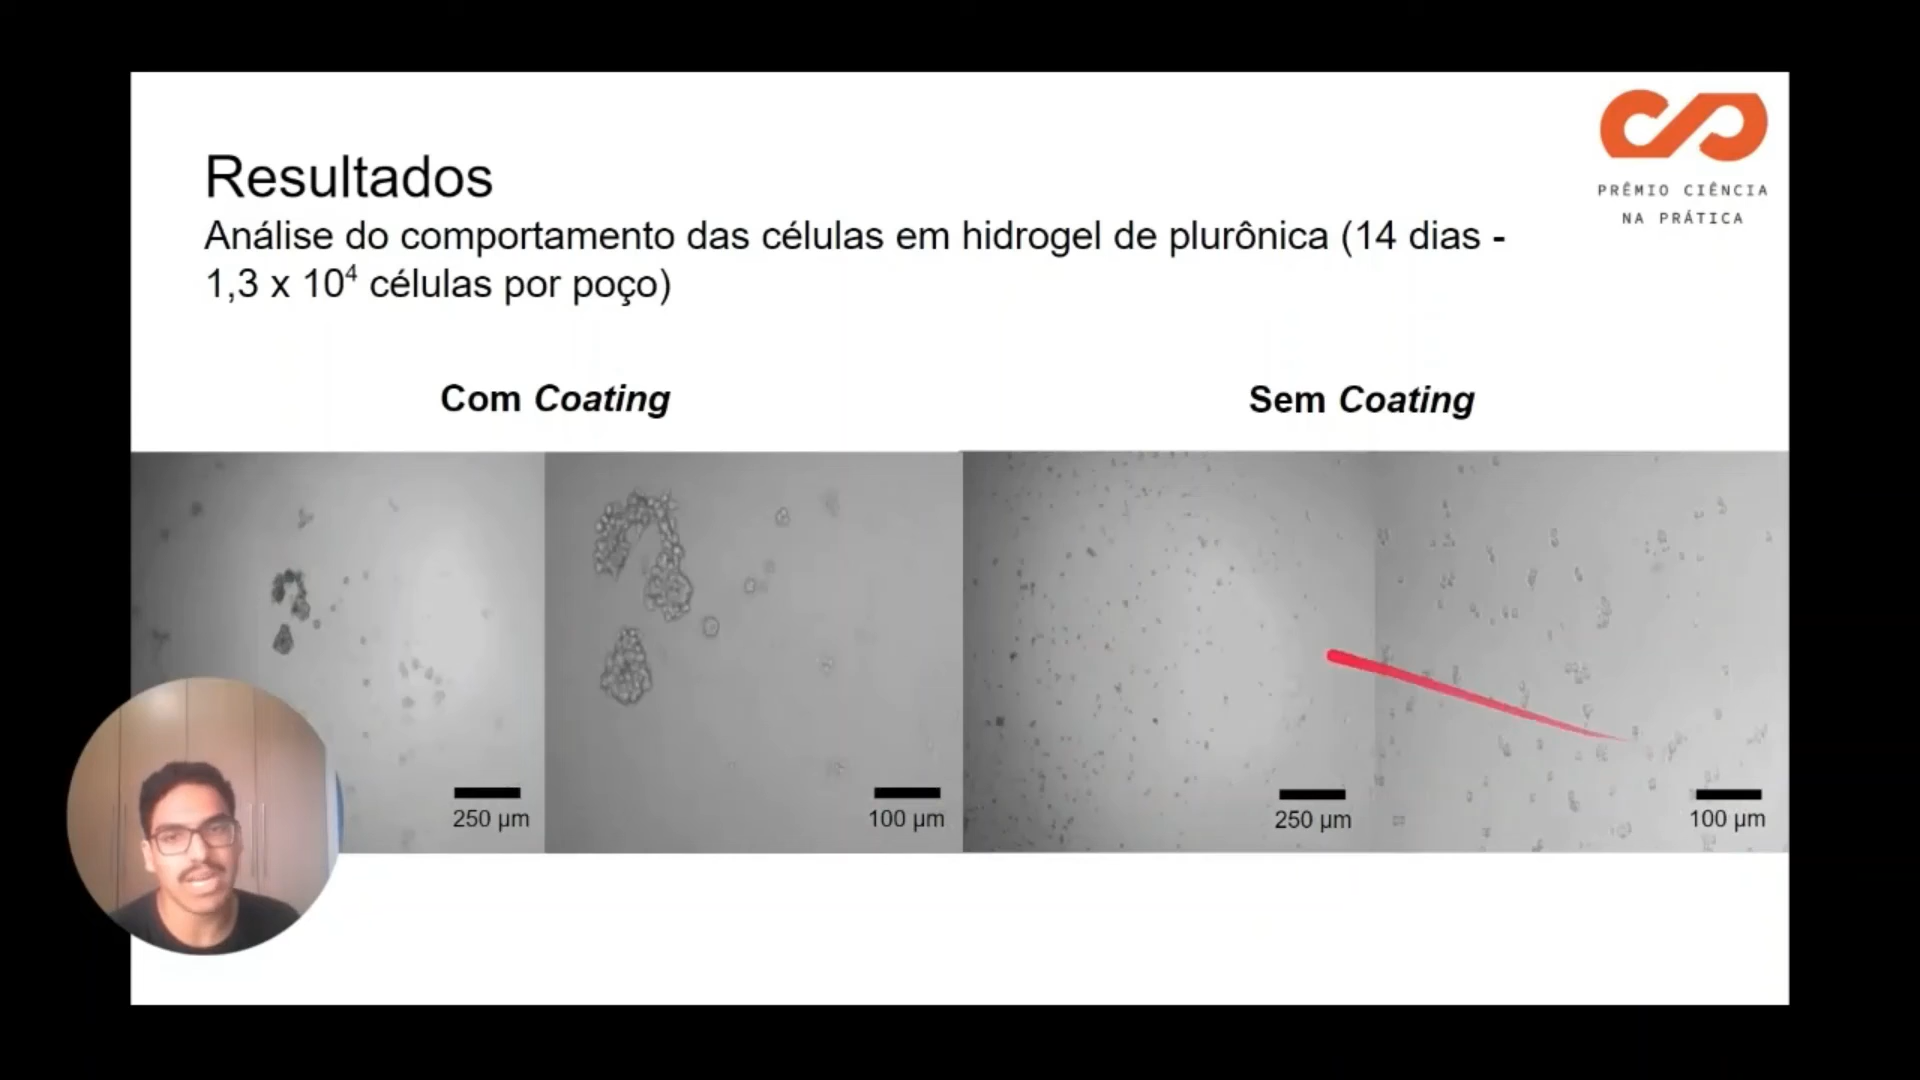 PRÊMIO CIÊNCIA
NA PRÁTICA
Resultados
Análise do comportamento das células em hidrogel de plurônica (14 dias -
1,3 x 10⁴ células por poço)
Com Coating
Sem Coating
250 µm
100 µm
250 µm
100 µm